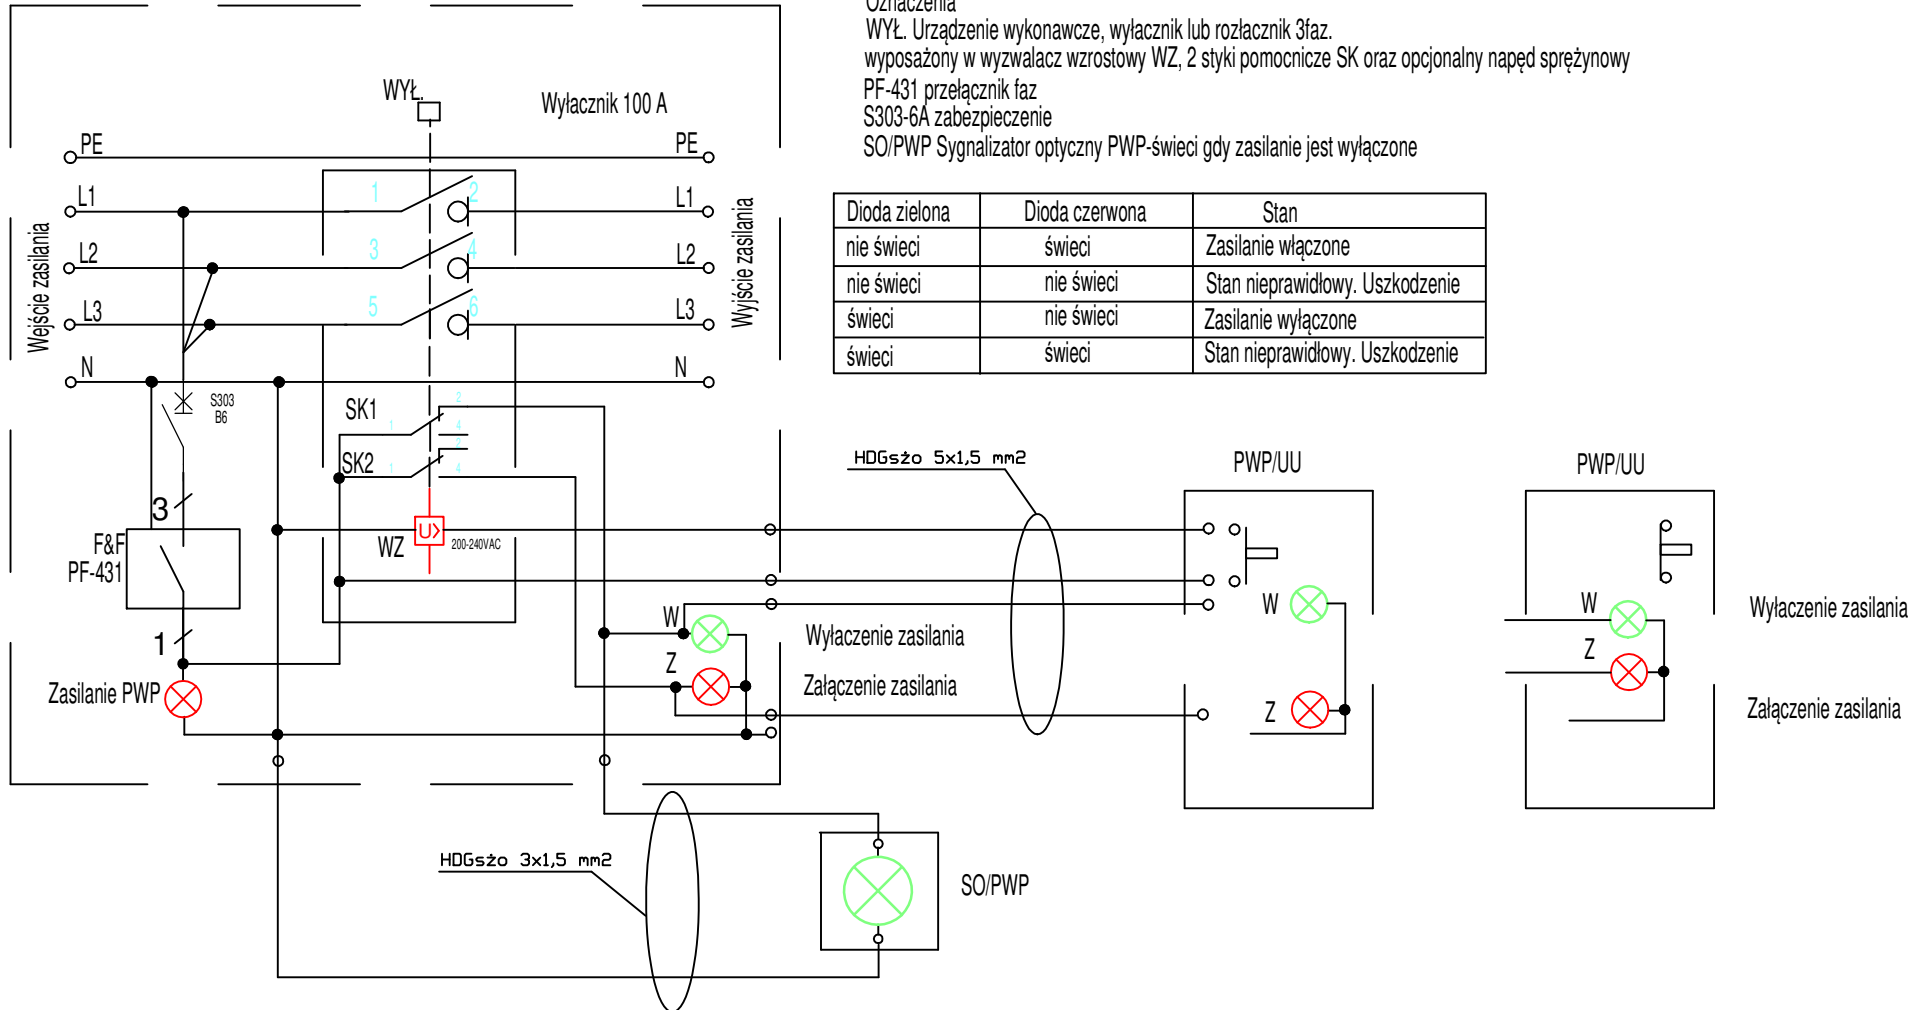 Oznaczenia
WYŁ. Urządzenie wykonawcze, wyłacznik lub rozłacznik 3faz.
wyposażony w wyzwalacz wzrostowy WZ, 2 styki pomocnicze SK oraz opcjonalny napęd sprężynowy
PF-431 przełącznik faz
S303-6A zabezpieczenie
SO/PWP Sygnalizator optyczny PWP-świeci gdy zasilanie jest wyłączone
WYŁ.
Wyłacznik 100 A
PE
PE
L1
1
2
L1
L2
3
4
L2
L3
5
6
L3
N
N
Wejście zasilania
Wyjście zasilania
Dioda zielona Dioda czerwona Stan
nie świeci świeci Zasilanie włączone
nie świeci nie świeci Stan nieprawidłowy. Uszkodzenie
świeci nie świeci Zasilanie wyłączone
świeci świeci Stan nieprawidłowy. Uszkodzenie
S303
B6
SK1
1
2
4
SK2
1
2
4
3
F&F
PF-431
WZ
U>
200-240VAC
1
Zasilanie PWP
W
Wyłaczenie zasilania
Z
Załączenie zasilania
HDGsżo 5x1,5 mm2
PWP/UU
W
Z
PWP/UU
W
Z
Wyłaczenie zasilania
Załączenie zasilania
HDGsżo 3x1,5 mm2
SO/PWP